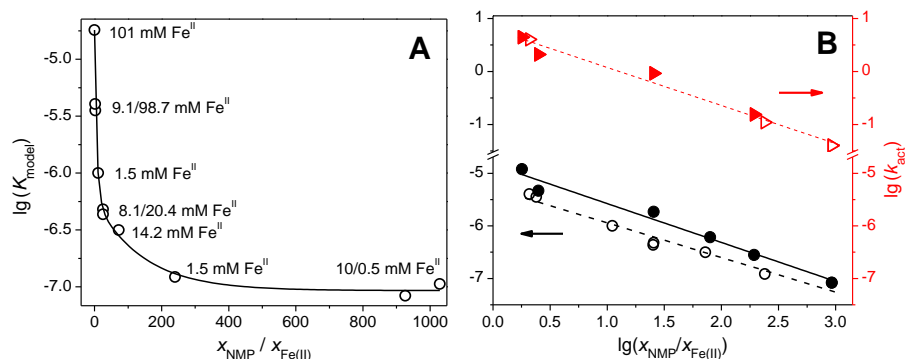 A
lg(K_model)
-5.0
-5.5
-6.0
-6.5
-7.0
101 mM Fe^II
9.1/98.7 mM Fe^II
1.5 mM Fe^II
8.1/20.4 mM Fe^II
14.2 mM Fe^II
1.5 mM Fe^II
10/0.5 mM Fe^II
0 200 400 600 800 1000
x_NMP / x_Fe(II)
B
1
0
-1
-5
-6
-7
1
0
-1
-5
-6
-7
lg(k_act)
0.0 0.5 1.0 1.5 2.0 2.5 3.0
lg(x_NMP/x_Fe(II))